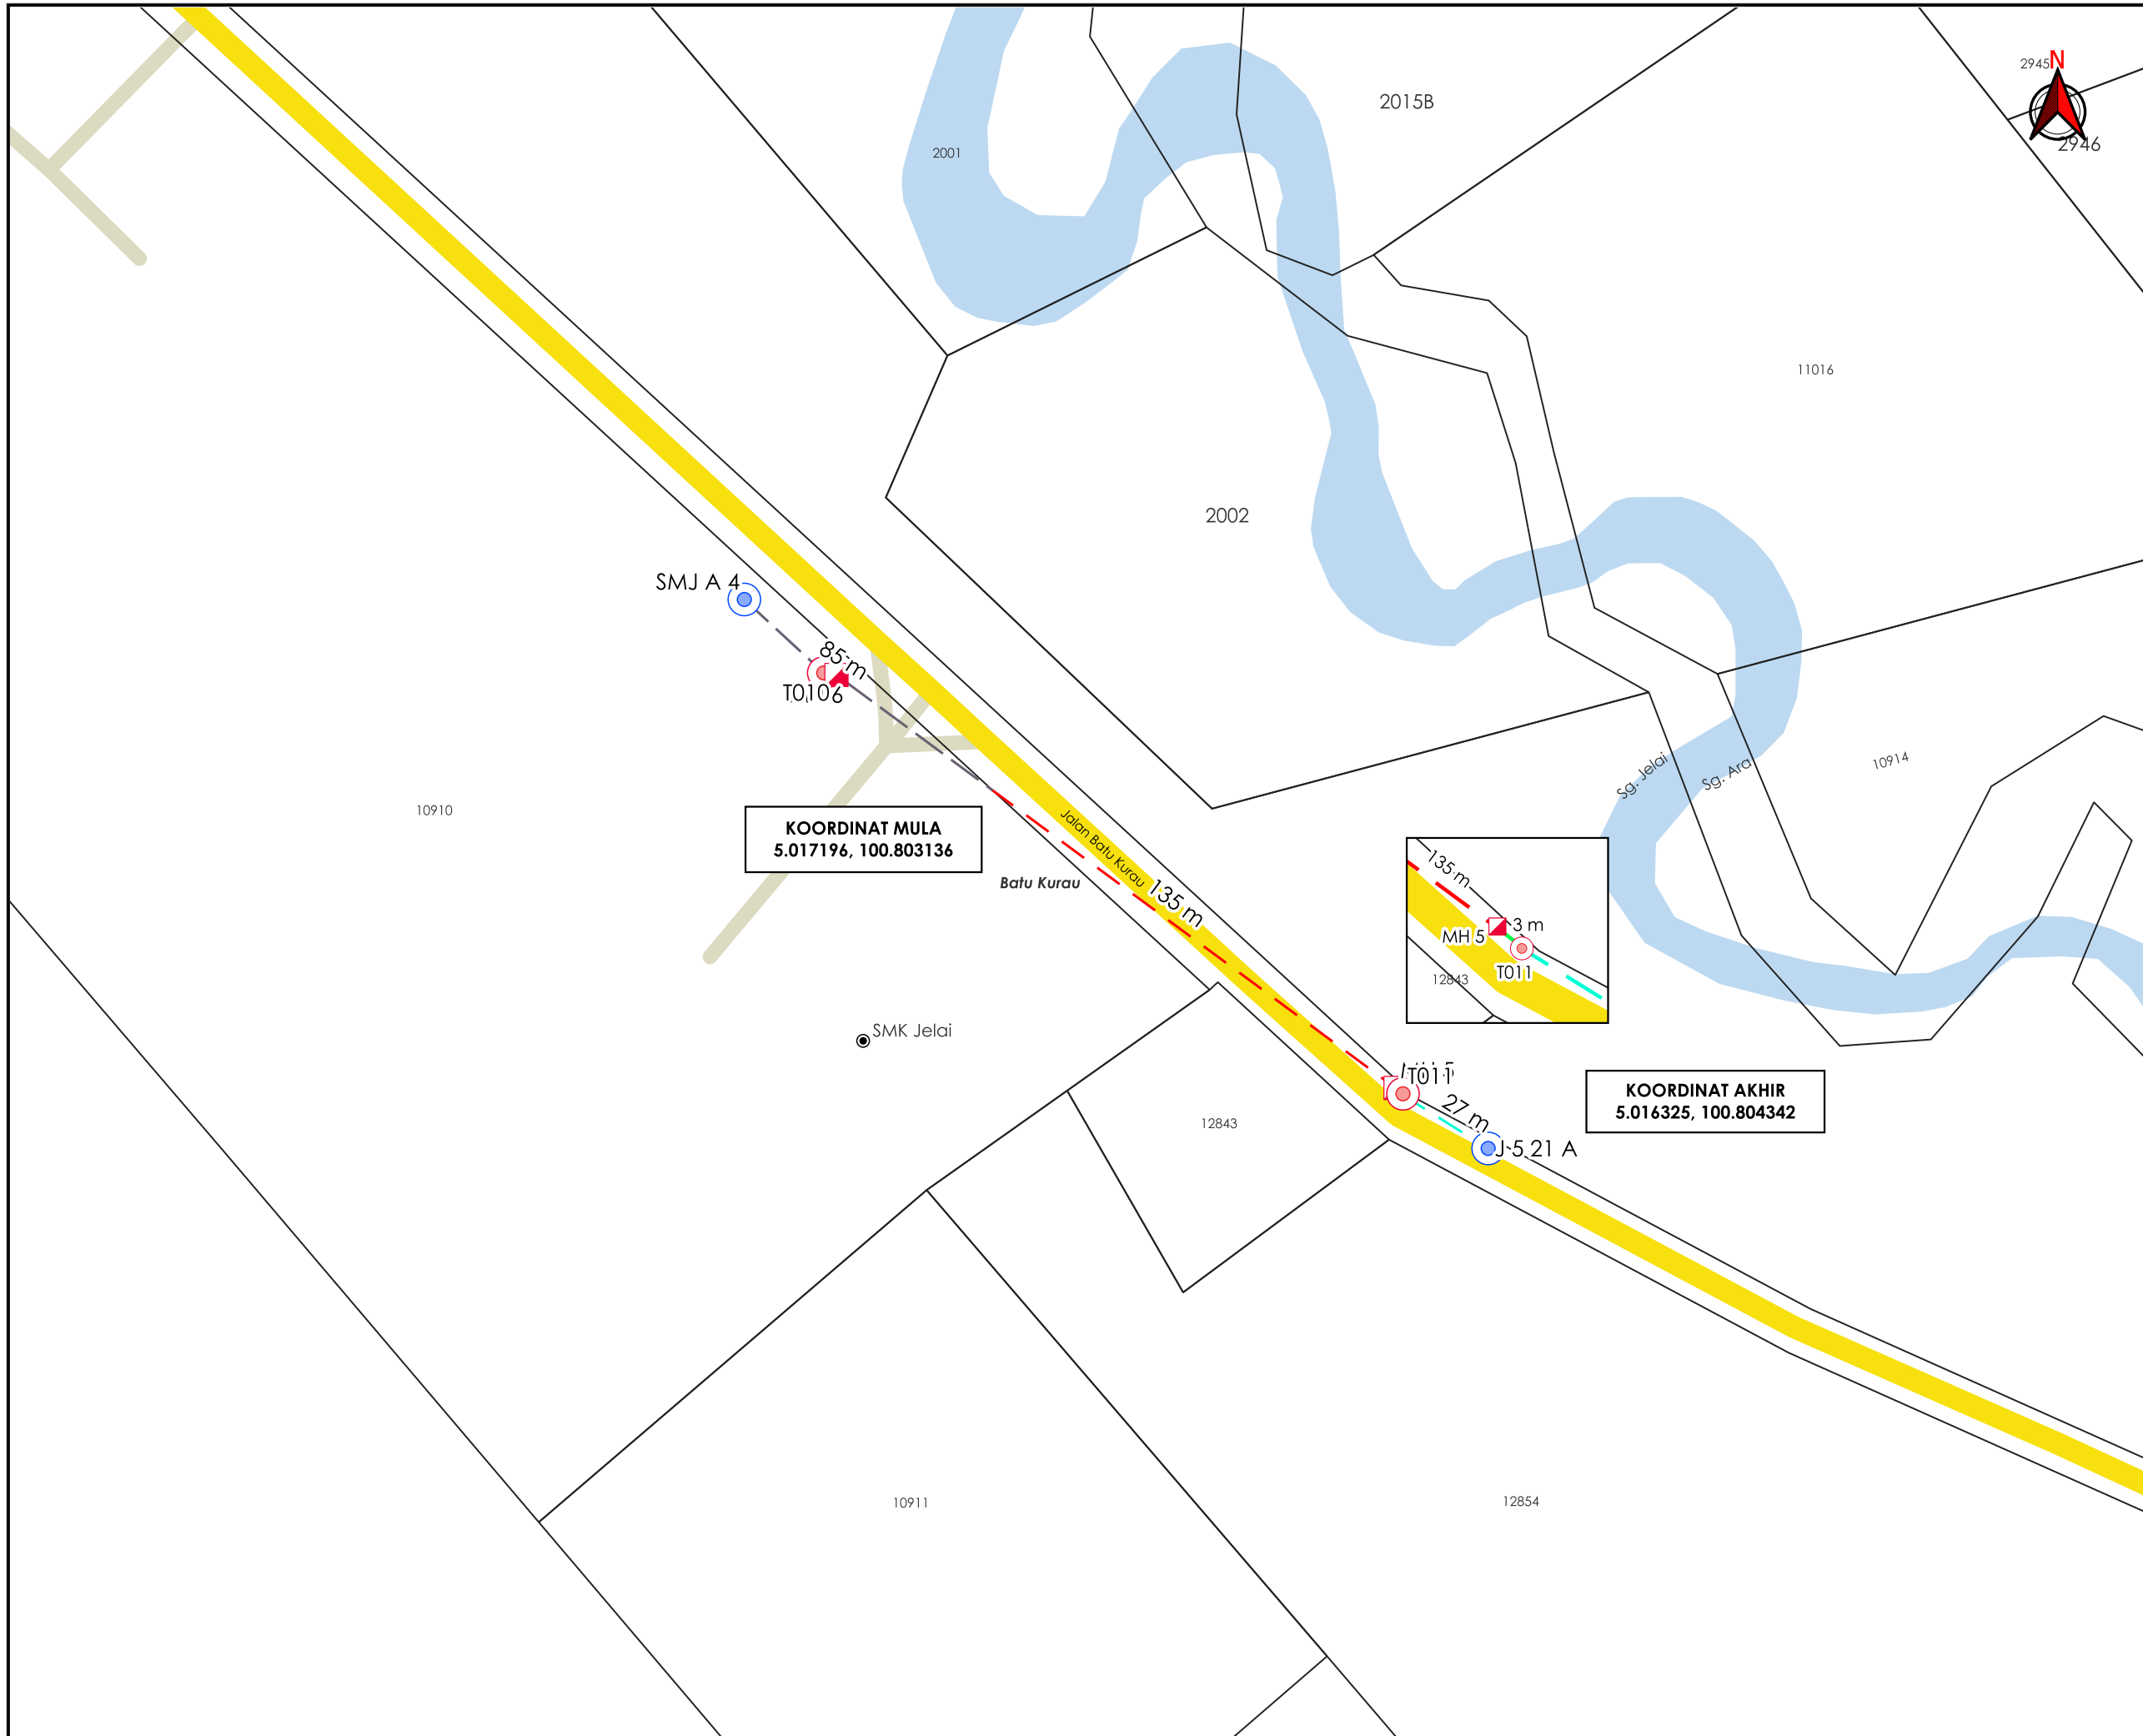 N
2945
2015B
2946
2001
11016
2002
SMJ A 4
85 m
Sg. Jelai
Sg. Ara
10914
10910
KOORDINAT MULA
5.017196, 100.803136
Jalan Batu Kurau
135 m
Batu Kurau
135 m
3 m
MH 5
T011
12843
SMK Jelai
T011
27 m
KOORDINAT AKHIR
5.016325, 100.804342
12843
J 5 21 A
10911
12854